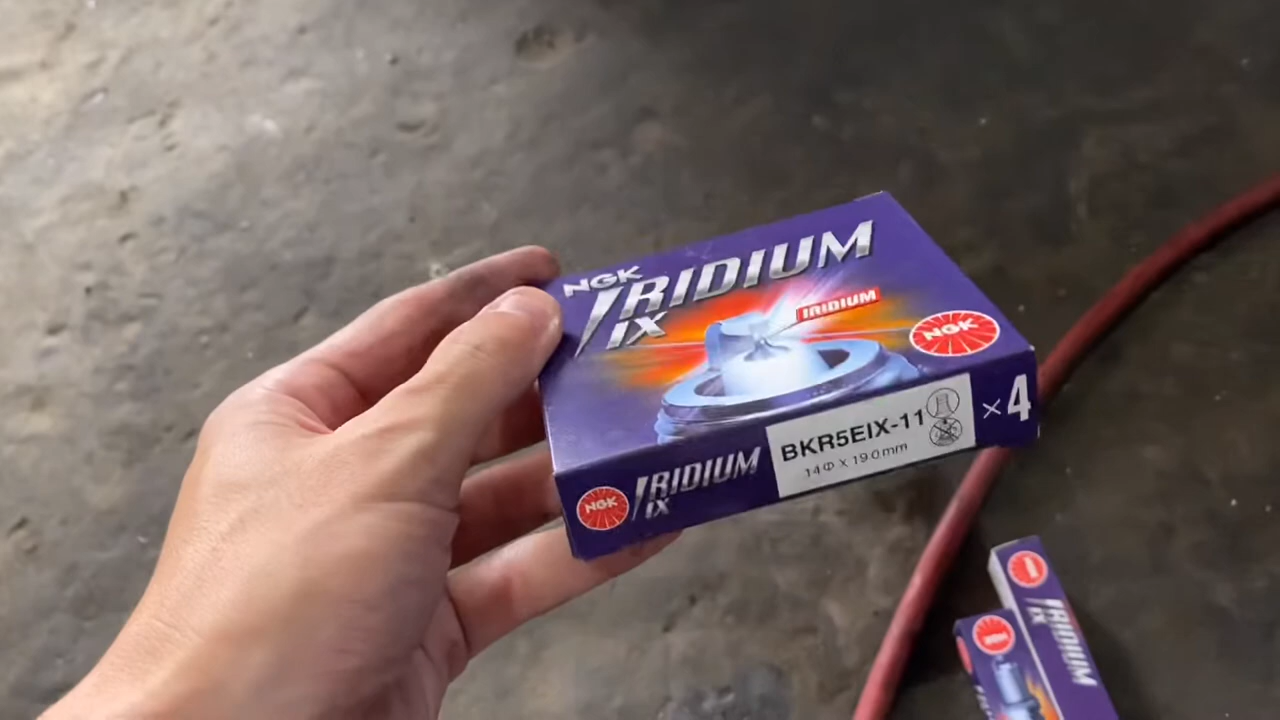 NGK
IRIDIUM
IX
IRIDIUM
NGK
NGK
IRIDIUM
IX
BKR5EIX-11
14Φ X 19.0mm
×4
IRIDIUM
IX